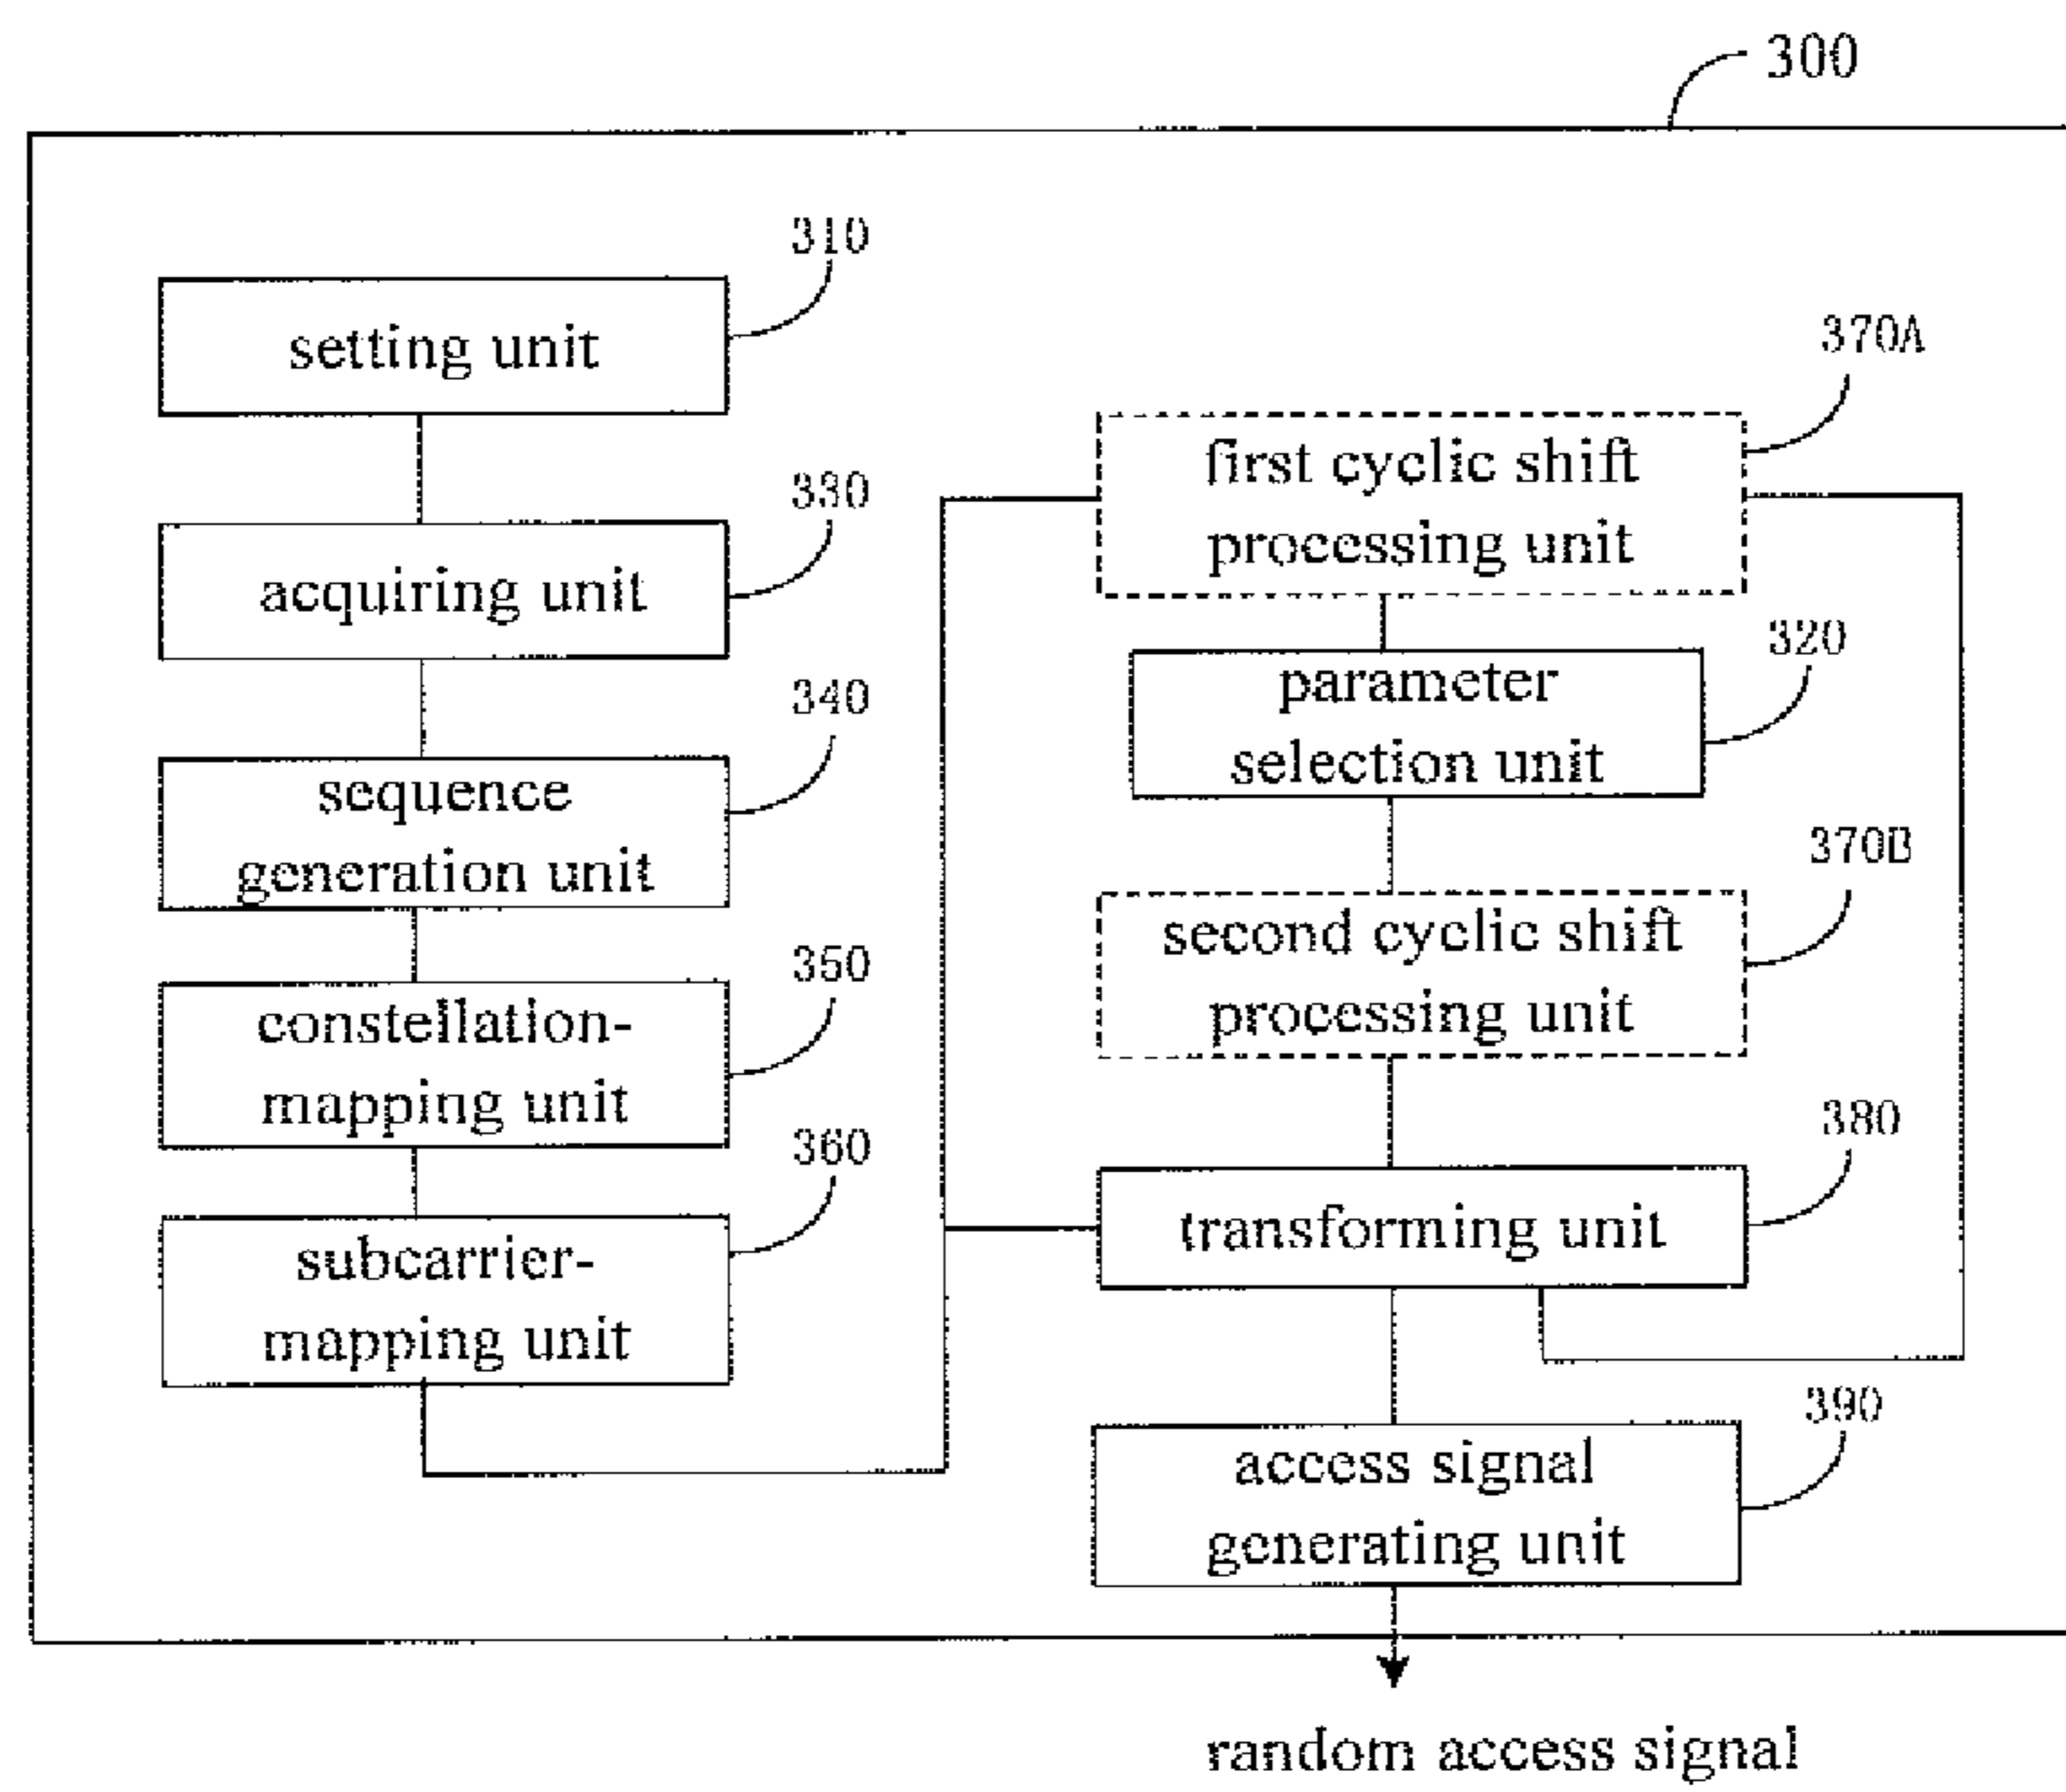 300
310
setting unit
330
acquiring unit
340
sequence
generation unit
350
constellation-
mapping unit
360
subcarrier-
mapping unit
370A
first cyclic shift
processing unit
320
parameter
selection unit
370B
second cyclic shift
processing unit
380
transforming unit
390
access signal
generating unit
random access signal